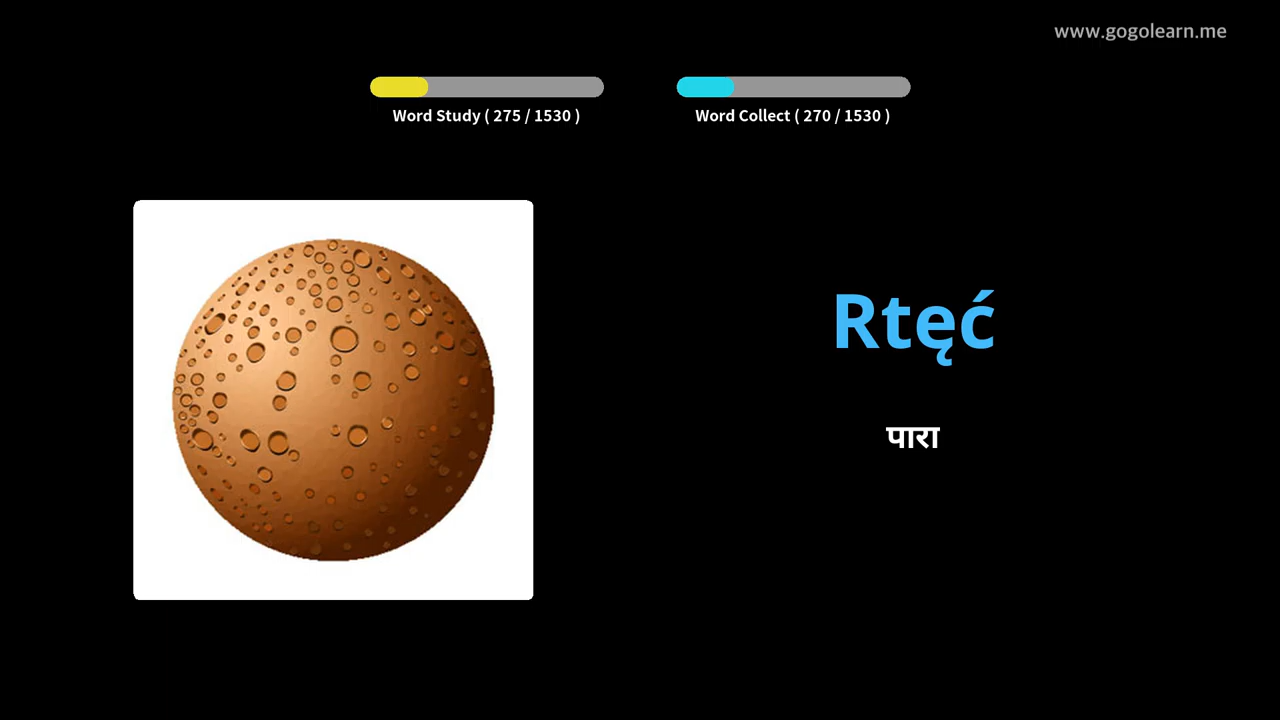 www.gogolearn.me
Word Study ( 275 / 1530 )
Word Collect ( 270 / 1530 )
Rtęć
पारा